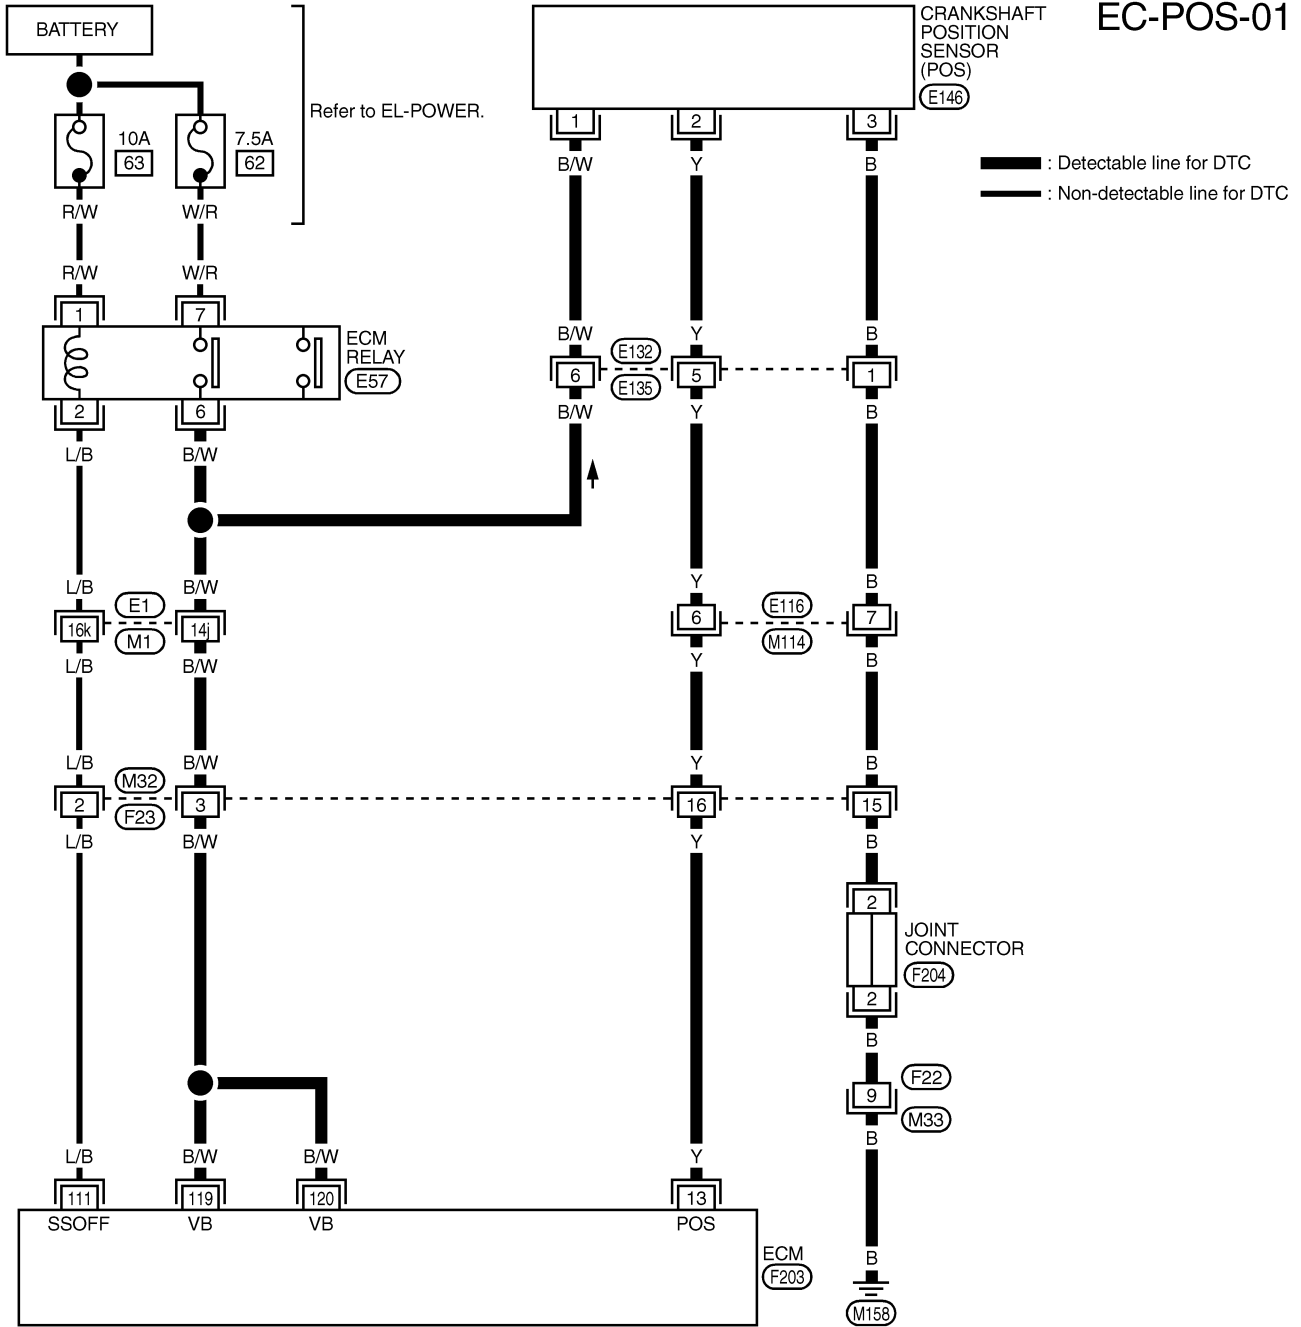 EC-POS-01
BATTERY
10A
63
7.5A
62
R/W
W/R
R/W
W/R
Refer to EL-POWER.
CRANKSHAFT
POSITION
SENSOR
(POS)
E146
1
2
3
B/W
Y
B
: Detectable line for DTC
: Non-detectable line for DTC
1
7
ECM
RELAY
E57
2
6
L/B
B/W
B/W
Y
B
6
E132
E135
5
1
B/W
Y
B
L/B
B/W
Y
B
16k
E1
M1
14j
6
E116
M114
7
L/B
B/W
Y
B
L/B
B/W
Y
B
2
M32
F23
3
16
15
L/B
B/W
Y
B
2
JOINT
CONNECTOR
F204
2
B
9
F22
M33
B
L/B
B/W
B/W
Y
111
119
120
13
SSOFF
VB
VB
POS
ECM
F203
B
M158